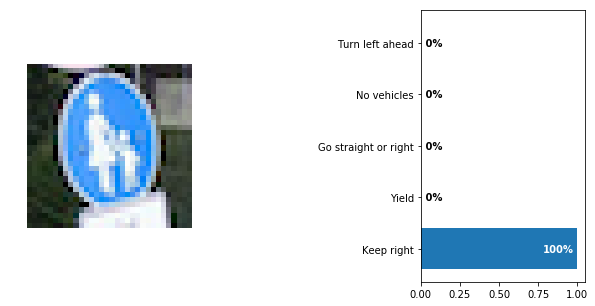 Turn left ahead 0%
No vehicles 0%
Go straight or right 0%
Yield 0%
Keep right 100%
0.00 0.25 0.50 0.75 1.00